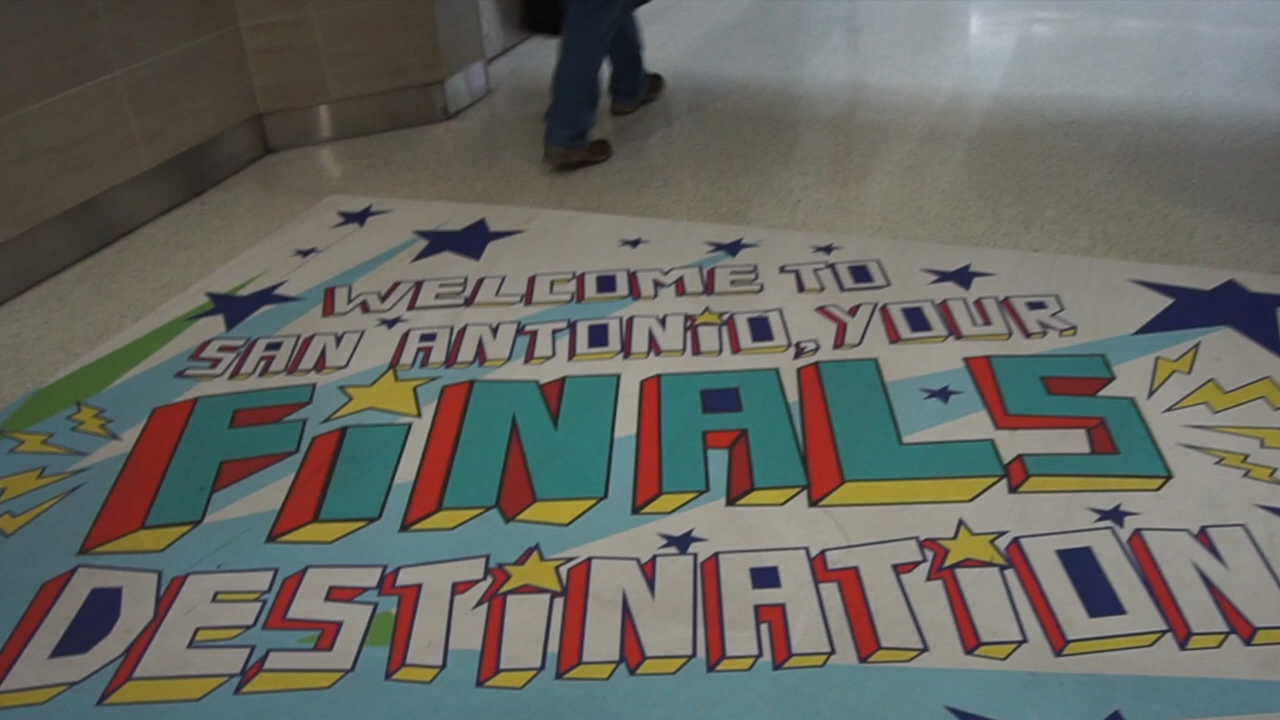 WELCOME TO
SAN ANTONiO, YOUR
FiNALS
DESTiNATiON